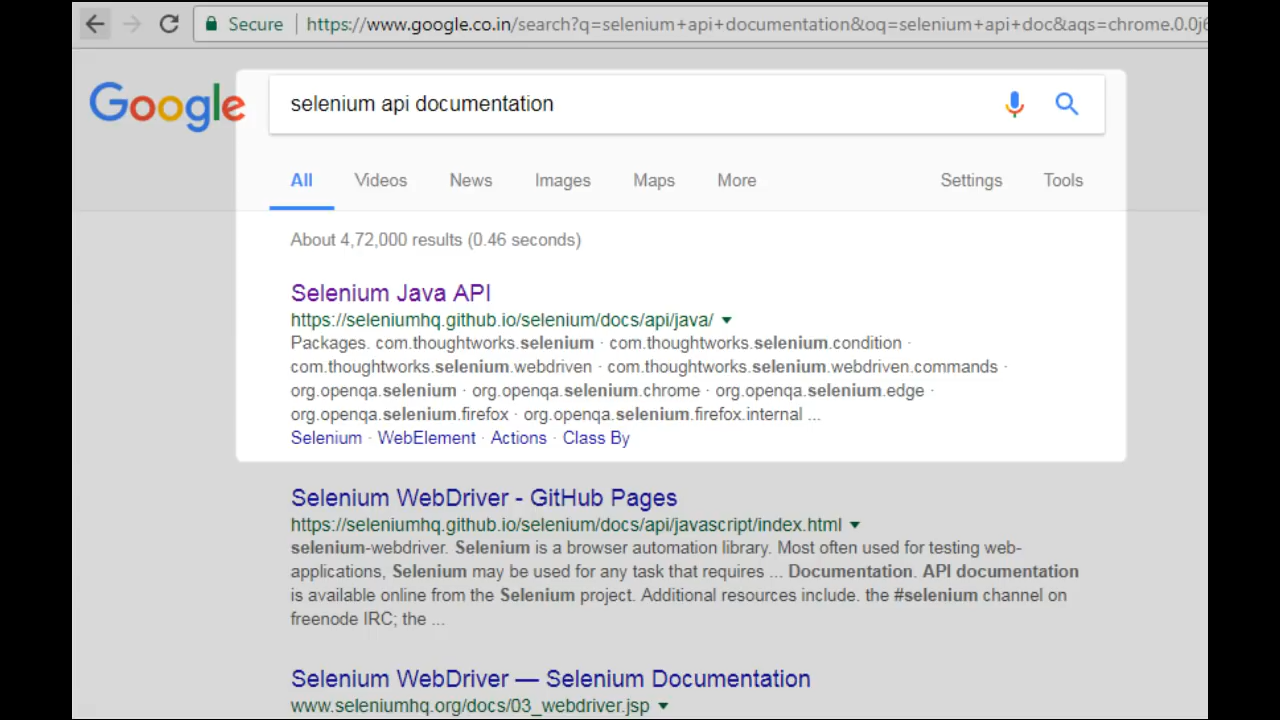 Secure https://www.google.co.in/search?q=selenium+api+documentation&oq=selenium+api+doc&aqs=chrome.0.0j6
Google
selenium api documentation
All Videos News Images Maps More Settings Tools
About 4,72,000 results (0.46 seconds)
Selenium Java API
https://seleniumhq.github.io/selenium/docs/api/java/
Packages. com.thoughtworks.selenium · com.thoughtworks.selenium.condition ·
com.thoughtworks.selenium.webdriven · com.thoughtworks.selenium.webdriven.commands ·
org.openqa.selenium · org.openqa.selenium.chrome · org.openqa.selenium.edge ·
org.openqa.selenium.firefox · org.openqa.selenium.firefox.internal ...
Selenium · WebElement · Actions · Class By
Selenium WebDriver - GitHub Pages
https://seleniumhq.github.io/selenium/docs/api/javascript/index.html
selenium-webdriver. Selenium is a browser automation library. Most often used for testing web-
applications, Selenium may be used for any task that requires ... Documentation. API documentation
is available online from the Selenium project. Additional resources include. the #selenium channel on
freenode IRC; the ...
Selenium WebDriver — Selenium Documentation
www.seleniumhq.org/docs/03_webdriver.jsp